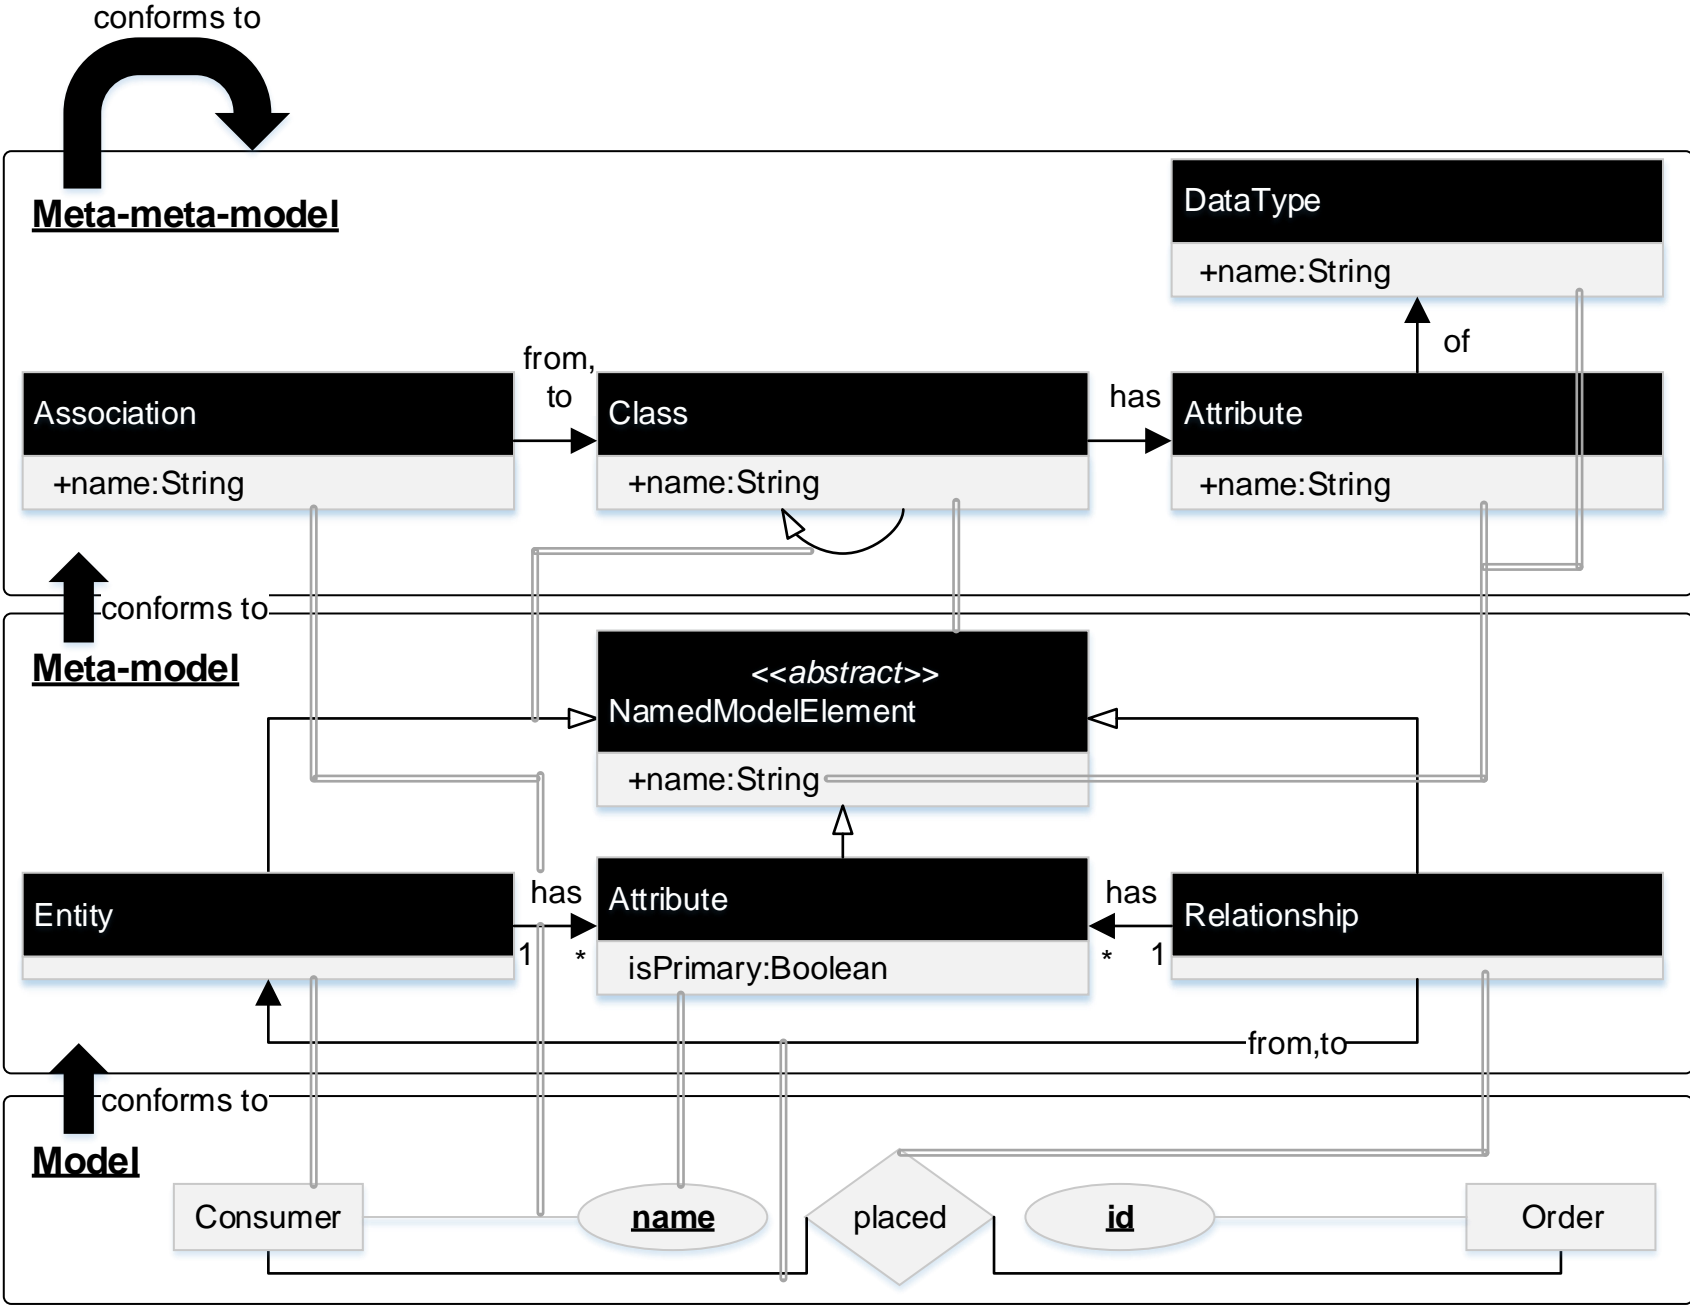 conforms to
Meta-meta-model
DataType
+name:String
of
from,
to
has
Association
+name:String
Class
+name:String
Attribute
+name:String
conforms to
Meta-model
<<abstract>>
NamedModelElement
+name:String
Entity
has
1
*
Attribute
isPrimary:Boolean
has
*
1
Relationship
from,to
conforms to
Model
Consumer
name
placed
id
Order